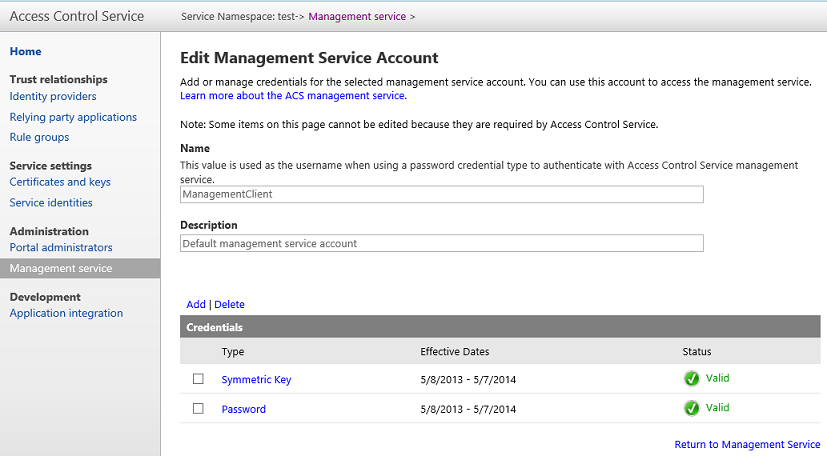 Access Control Service
Service Namespace: test-> Management service >
Home
Trust relationships
Identity providers
Relying party applications
Rule groups
Service settings
Certificates and keys
Service identities
Administration
Portal administrators
Management service
Development
Application integration
Edit Management Service Account
Add or manage credentials for the selected management service account. You can use this account to access the management service.
Learn more about the ACS management service.
Note: Some items on this page cannot be edited because they are required by Access Control Service.
Name
This value is used as the username when using a password credential type to authenticate with Access Control Service management
service.
ManagementClient
Description
Default management service account
Add | Delete
Credentials
Type Effective Dates Status
Symmetric Key 5/8/2013 - 5/7/2014 Valid
Password 5/8/2013 - 5/7/2014 Valid
Return to Management Service